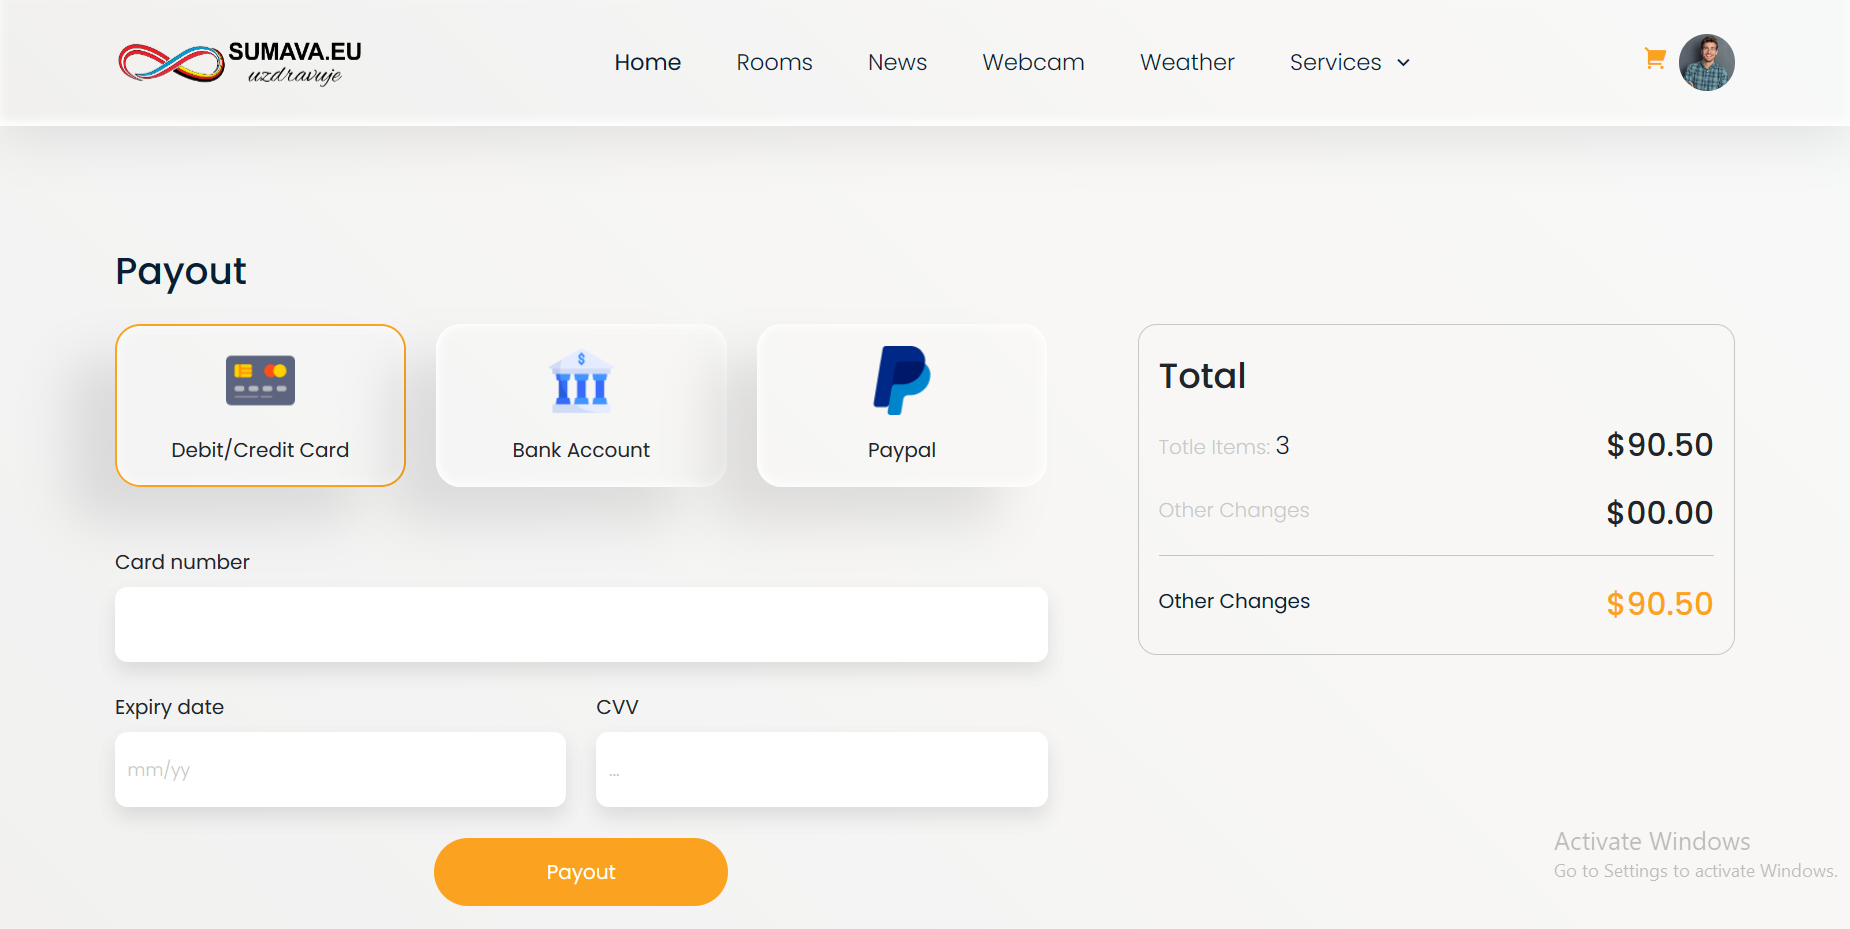 SUMAVA.EU
uzdravuje
Home
Rooms
News
Webcam
Weather
Services
Payout
Debit/Credit Card
Bank Account
$
Paypal
Card number
Expiry date
mm/yy
CVV
...
Payout
Total
Totle Items: 3
$90.50
Other Changes
$00.00
Other Changes
$90.50
Activate Windows
Go to Settings to activate Windows.